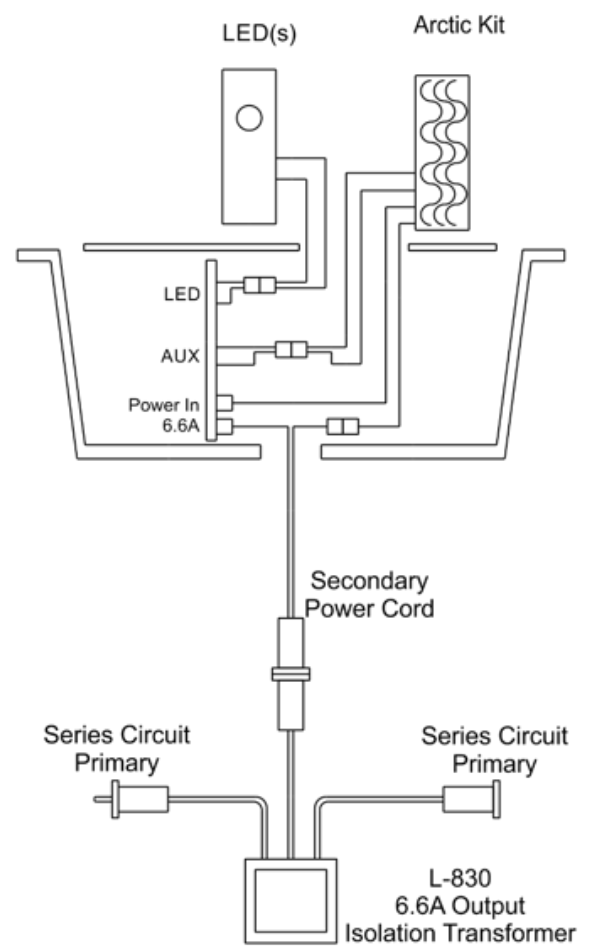 LED(s)
Arctic Kit
LED
AUX
Power In
6.6A
Secondary
Power Cord
Series Circuit
Primary
Series Circuit
Primary
L-830
6.6A Output
Isolation Transformer